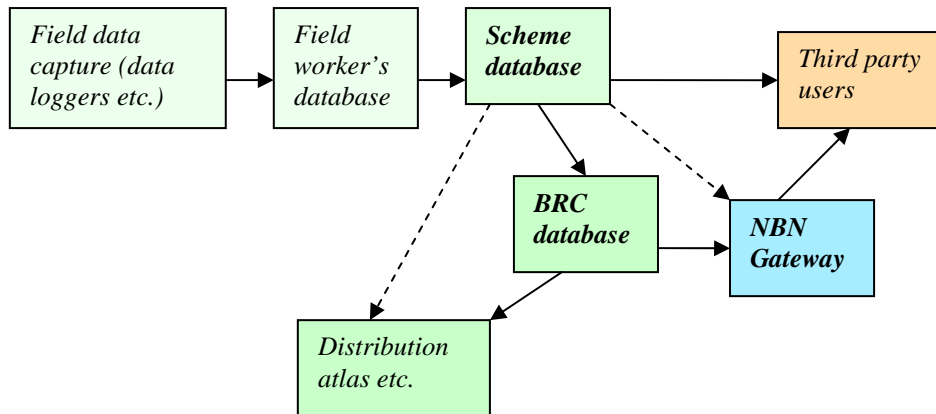 Field data
capture (data
loggers etc.)
Field
worker’s
database
Scheme
database
Third party
users
BRC
database
NBN
Gateway
Distribution
atlas etc.